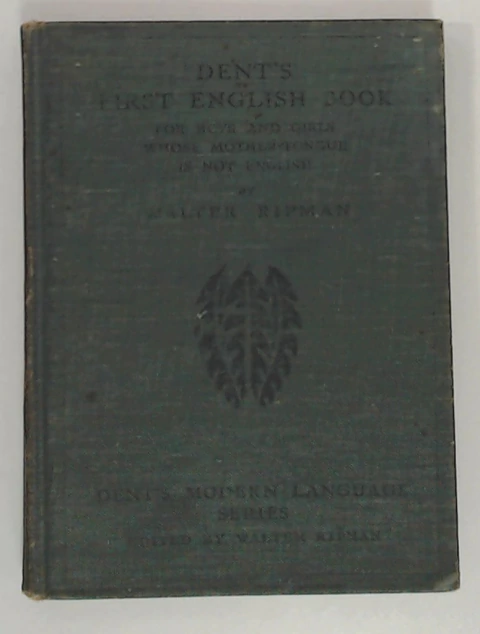 DENT'S
FIRST ENGLISH BOOK
FOR BOYS AND GIRLS
WHOSE MOTHER-TONGUE
IS NOT ENGLISH
BY
WALTER RIPMAN
DENT'S MODERN LANGUAGE
SERIES
EDITED BY WALTER RIPMAN